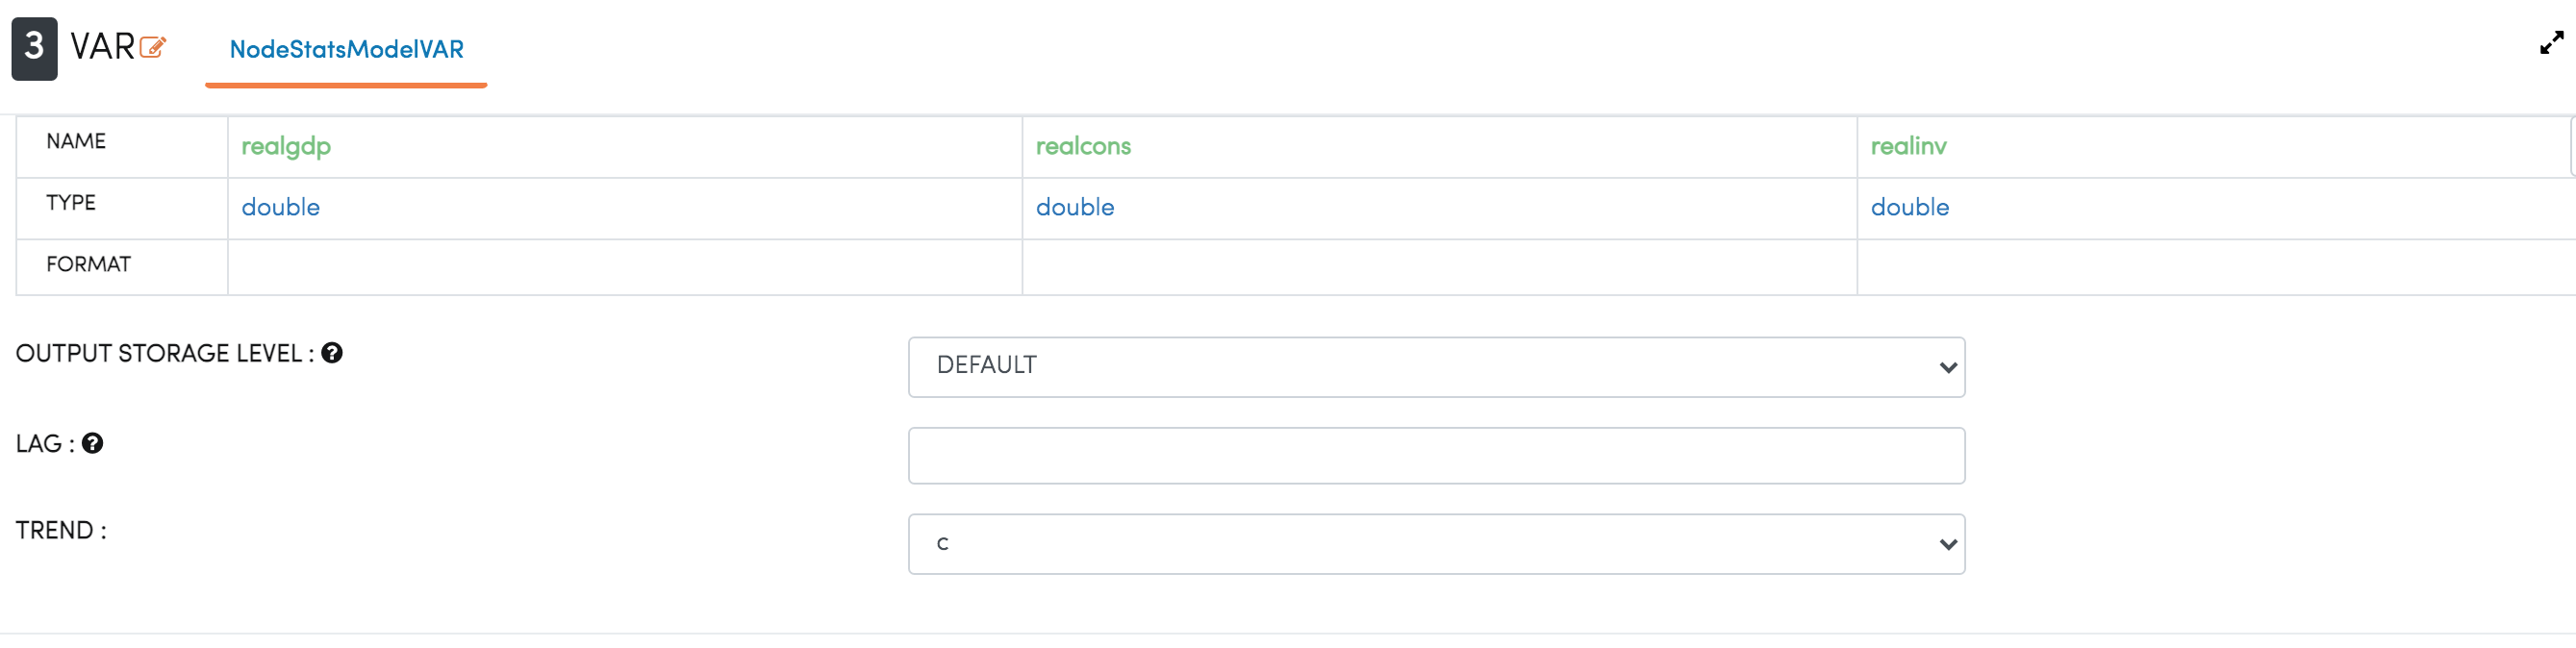 3 VAR NodeStatsModelVAR
NAME realgdp realcons realinv
TYPE double double double
FORMAT
OUTPUT STORAGE LEVEL : ? DEFAULT
LAG : ?
TREND : c